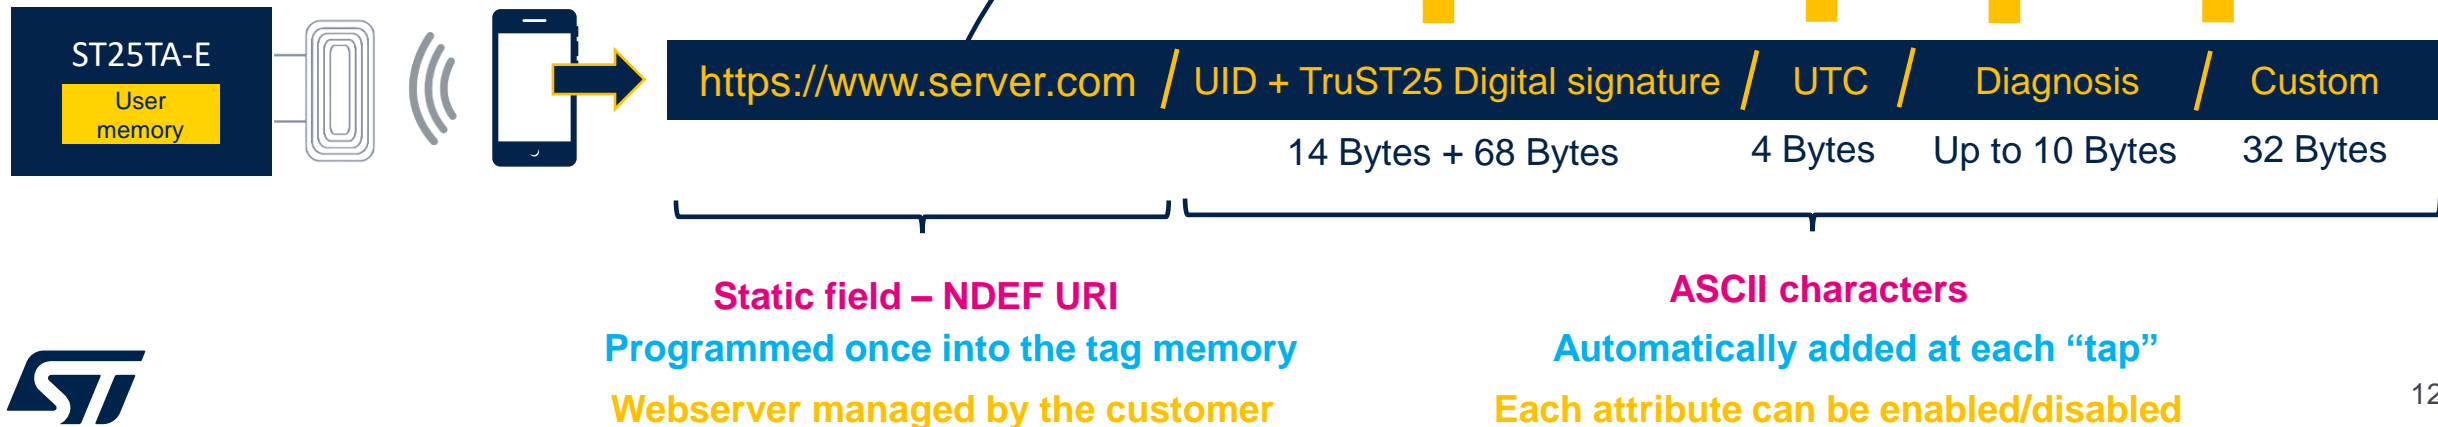 ST25TA-E
User
memory
https://www.server.com / UID + TruST25 Digital signature / UTC / Diagnosis / Custom
14 Bytes + 68 Bytes 4 Bytes Up to 10 Bytes 32 Bytes
Static field – NDEF URI
Programmed once into the tag memory
Webserver managed by the customer
ASCII characters
Automatically added at each “tap”
Each attribute can be enabled/disabled
ST
12